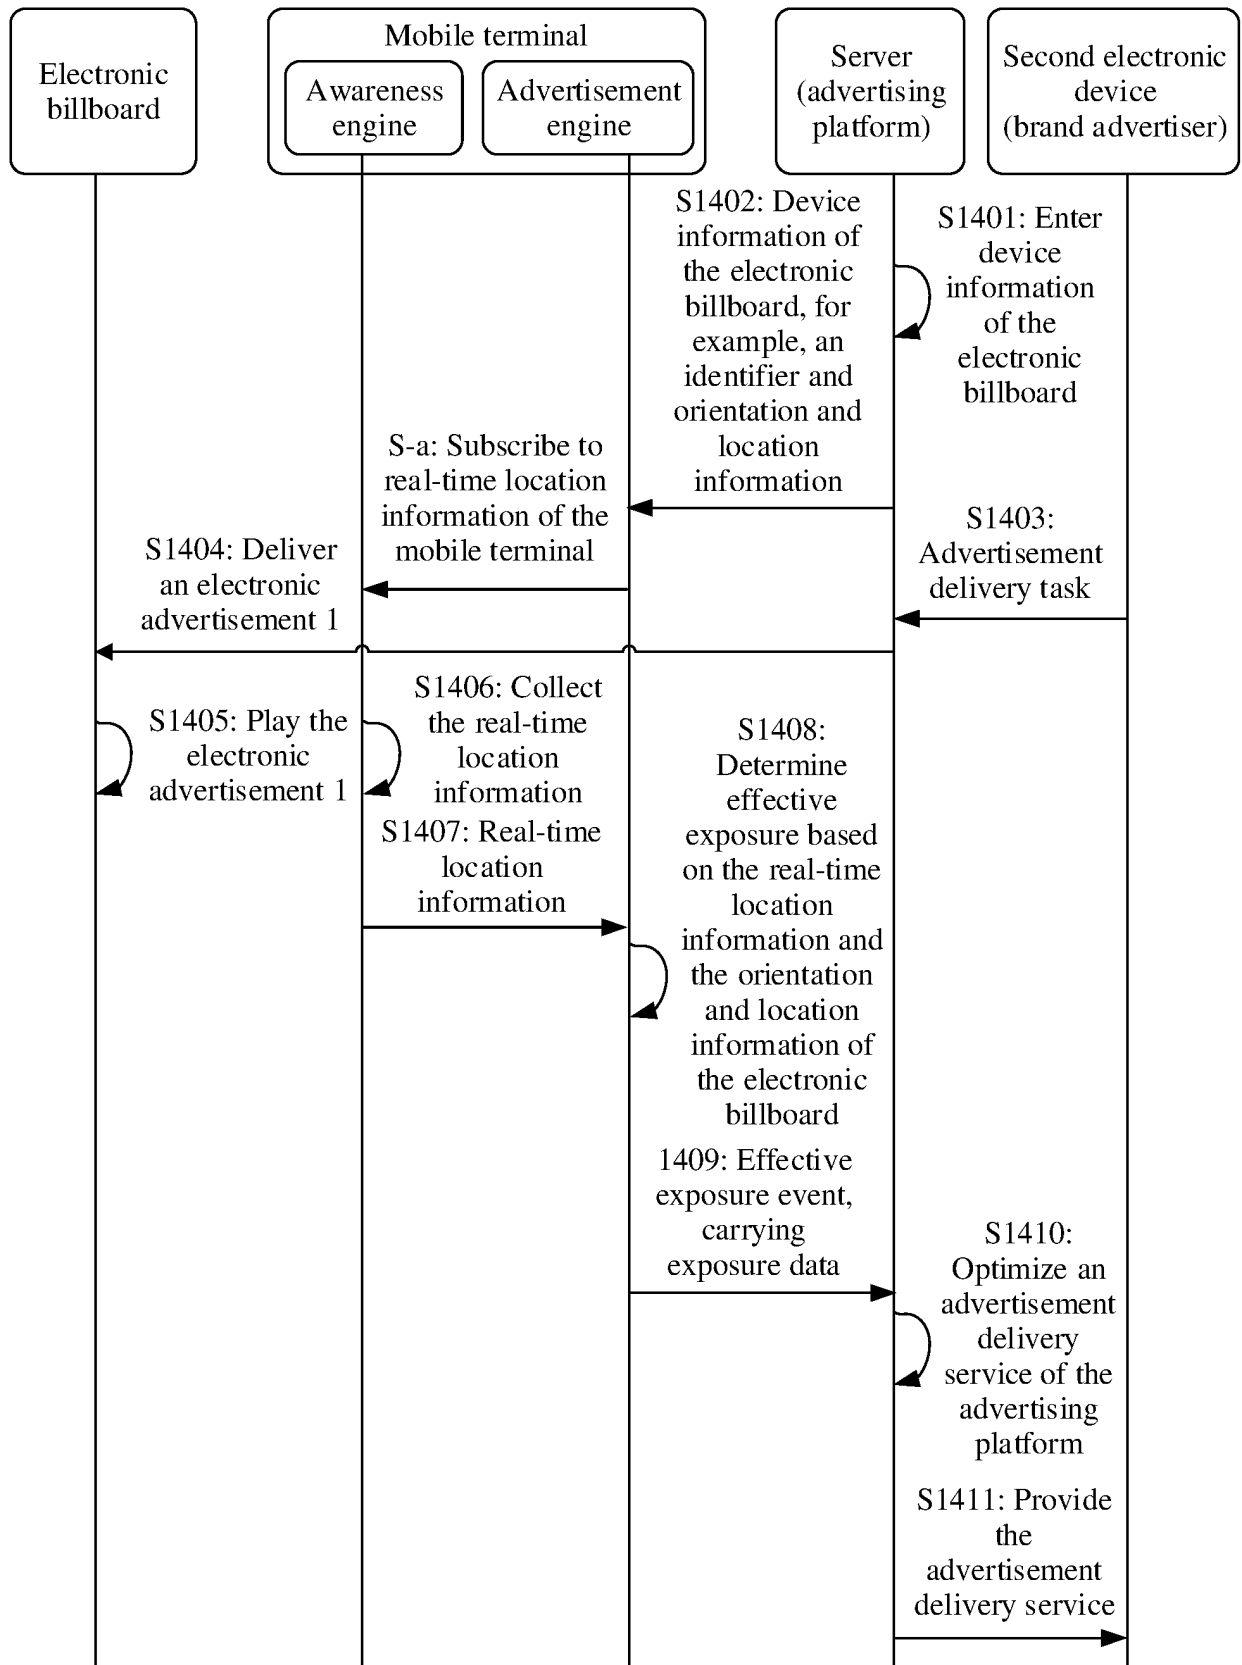 Electronic
billboard
Mobile terminal
Awareness
engine
Advertisement
engine
Server
(advertising
platform)
Second electronic
device
(brand advertiser)
S1401: Enter
device
information
of the
electronic
billboard
S1402: Device
information of
the electronic
billboard, for
example, an
identifier and
orientation and
location
information
S-a: Subscribe to
real-time location
information of the
mobile terminal
S1403:
Advertisement
delivery task
S1404: Deliver
an electronic
advertisement 1
S1405: Play the
electronic
advertisement 1
S1406: Collect
the real-time
location
information
S1407: Real-time
location
information
S1408:
Determine
effective
exposure based
on the real-time
location
information and
the orientation
and location
information of
the electronic
billboard
1409: Effective
exposure event,
carrying
exposure data
S1410:
Optimize an
advertisement
delivery
service of the
advertising
platform
S1411: Provide
the
advertisement
delivery service